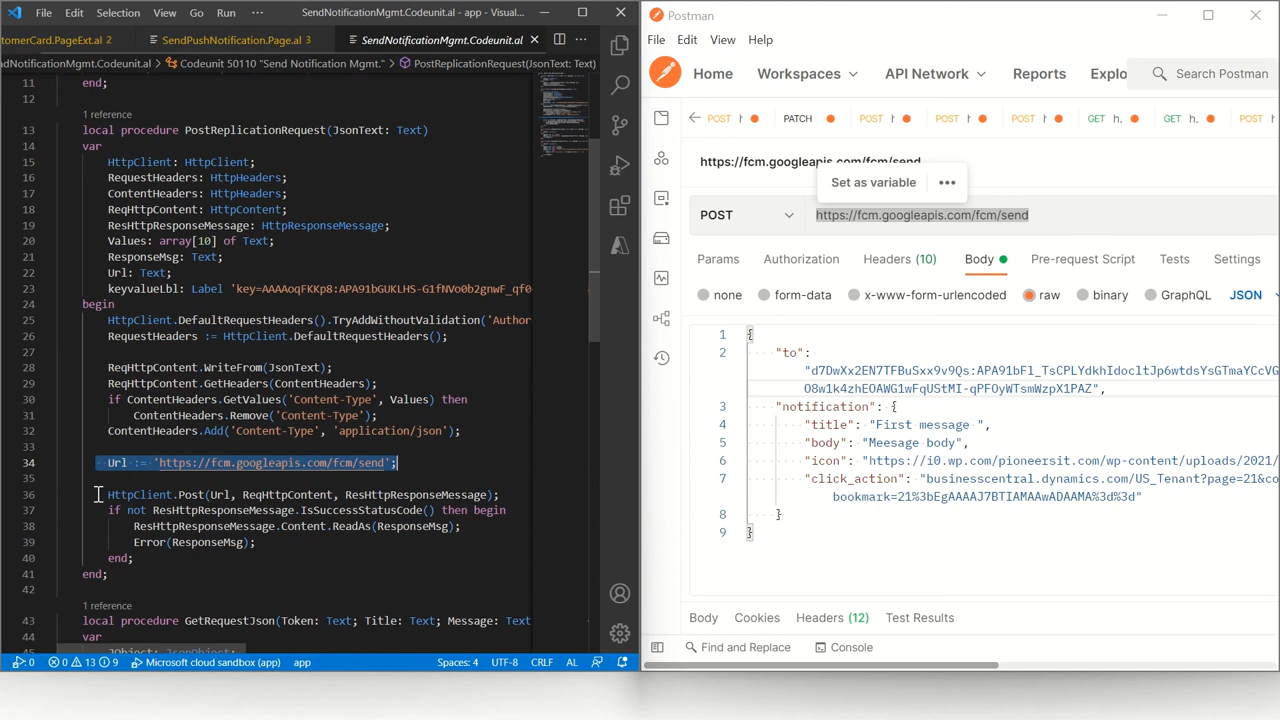 File Edit Selection View Go Run ··· SendNotificationMgmt.Codeunit.al - app - Visual...
tomerCard.PageExt.al 2 SendPushNotification.Page.al 3 SendNotificationMgmt.Codeunit.al
ndNotificationMgmt.Codeunit.al > Codeunit 50110 "Send Notification Mgmt." > PostReplicationRequest(JsonText: Text)
11 end;
12
1 reference
13 local procedure PostReplicationRequest(JsonText: Text)
14 var
15 HttpClient: HttpClient;
16 RequestHeaders: HttpHeaders;
17 ContentHeaders: HttpHeaders;
18 ReqHttpContent: HttpContent;
19 ResHttpResponseMessage: HttpResponseMessage;
20 Values: array[10] of Text;
21 ResponseMsg: Text;
22 Url: Text;
23 keyvalueLbl: Label
24 begin
25 HttpClient.DefaultRequestHeaders().TryAddWithoutValidation('Author
26 RequestHeaders := HttpClient.DefaultRequestHeaders();
27
28 ReqHttpContent.WriteFrom(JsonText);
29 ReqHttpContent.GetHeaders(ContentHeaders);
30 if ContentHeaders.GetValues('Content-Type', Values) then
31 ContentHeaders.Remove('Content-Type');
32 ContentHeaders.Add('Content-Type', 'application/json');
33
34 Url := 'https://fcm.googleapis.com/fcm/send';
35
36 HttpClient.Post(Url, ReqHttpContent, ResHttpResponseMessage);
37 if not ResHttpResponseMessage.IsSuccessStatusCode() then begin
38 ResHttpResponseMessage.Content.ReadAs(ResponseMsg);
39 Error(ResponseMsg);
40 end;
41 end;
42
1 reference
43 local procedure GetRequestJson(Token: Text; Title: Text; Message: Text
44 var
45 JObject: JsonObject;
0 0 13 9 Microsoft cloud sandbox (app) app Spaces: 4 UTF-8 CRLF AL
Postman
File Edit View Help
Home Workspaces API Network Reports Explo Search Postman
POST h PATCH POST h POST h POST h GET h. GET h. POST
https://fcm.googleapis.com/fcm/send
Set as variable •••
POST https://fcm.googleapis.com/fcm/send
Params Authorization Headers (10) Body Pre-request Script Tests Settings
none form-data x-www-form-urlencoded raw binary GraphQL JSON
1 {
2 "to":
3 "notification": {
4 "title": "First message ",
5 "body": "Meesage body",
6 "icon": "https://i0.wp.com/pioneersit.com/wp-content/uploads/2021/
7 "click_action": "businesscentral.dynamics.com/US_Tenant?page=21&co
bookmark=21%3bEgAAAAJ7BTIAMAAwADAAMA%3d%3d"
8 }
9 }
Body Cookies Headers (12) Test Results
Find and Replace Console